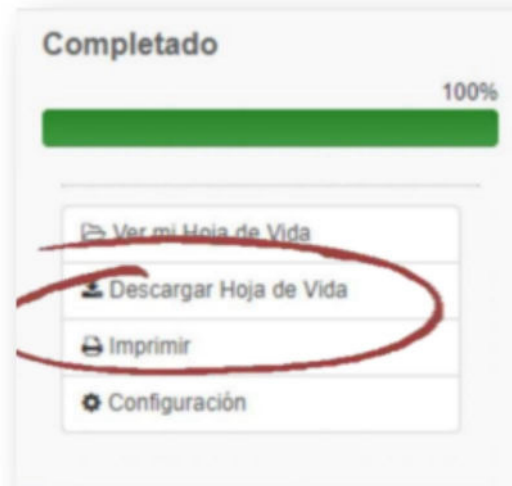 Completado
100%
Ver mi Hoja de Vida
Descargar Hoja de Vida
Imprimir
Configuración